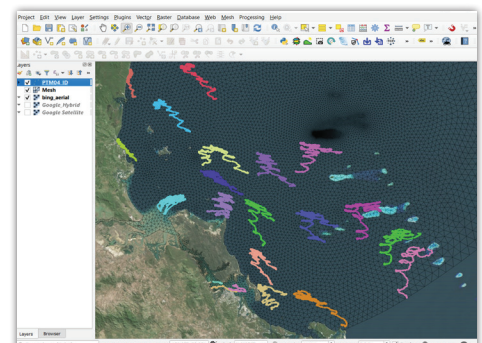 Project Edit View Layer Settings Plugins Vector Raster Database Web Mesh Processing Help
Layers
PTM04_ID
Mesh
bing_aerial
Google_Hybrid
Google Satellite
Layers Browser